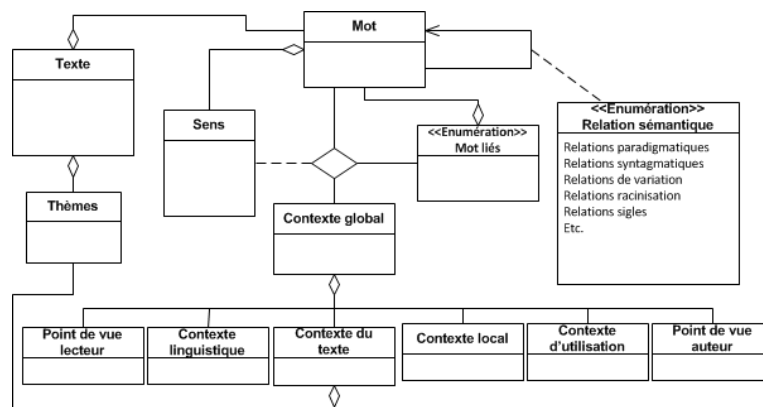 Mot
Texte
Sens
<<Enumération>>
Mot liés
<<Enumération>>
Relation sémantique
Relations paradigmatiques
Relations syntagmatiques
Relations de variation
Relations racinisation
Relations sigles
Etc.
Thèmes
Contexte global
Point de vue
lecteur
Contexte
linguistique
Contexte du
texte
Contexte local
Contexte
d'utilisation
Point de vue
auteur